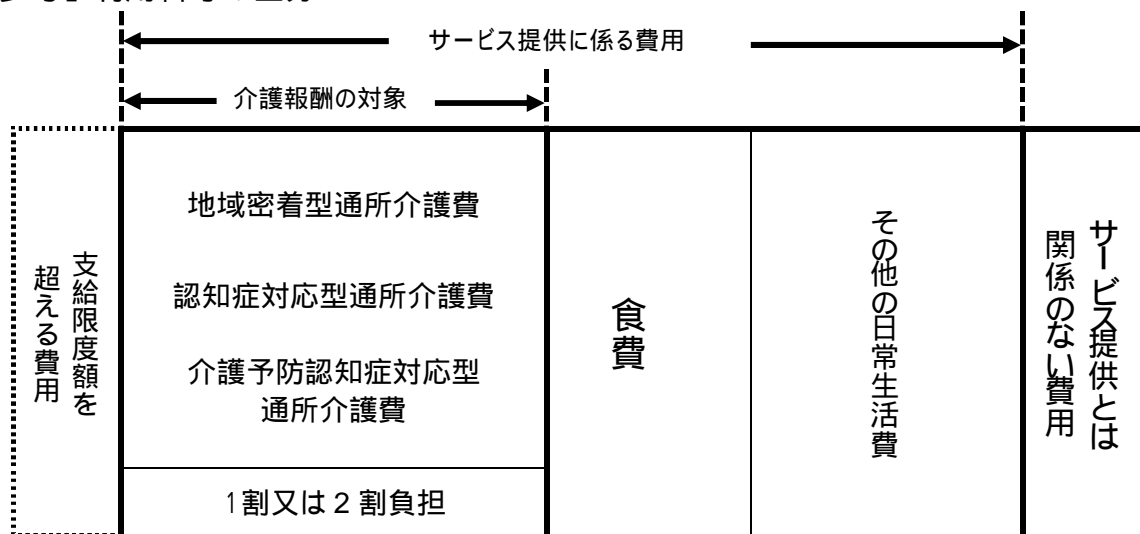 サービス提供に係る費用
介護報酬の対象
支給限度額を
超える費用
地域密着型通所介護費
認知症対応型通所介護費
介護予防認知症対応型
通所介護費
1割又は2割負担
食費
その他の日常生活費
サービス提供とは
関係のない費用